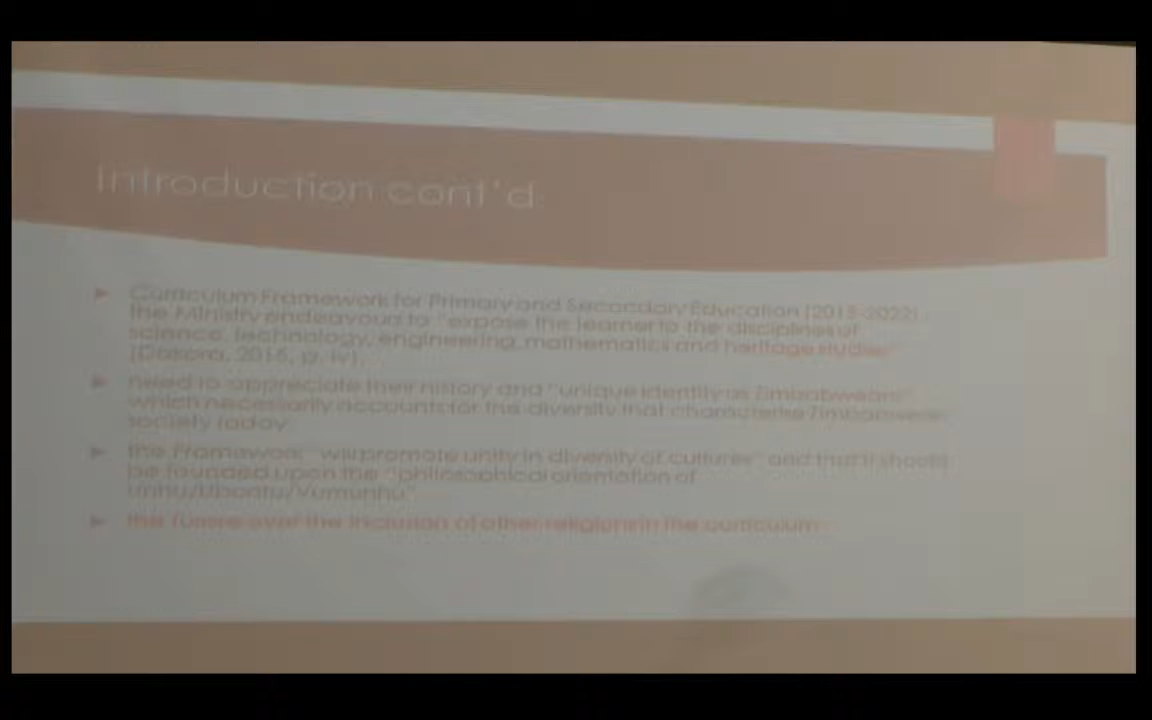 Introduction cont'd
Curriculum Framework for Primary and Secondary Education (2015-2022)
the Ministry endeavours to "expose the learner to the disciplines of
science, technology, engineering, mathematics and heritage studies"
(Dokora, 2015, p. iv).
need to appreciate their history and "unique identity as Zimbabweans"
which necessarily accounts for the diversity that characterise Zimbabwean
society today.
the Framework "will promote unity in diversity of cultures" and that it should
be founded upon the "philosophical orientation of
Unhu/Ubuntu/Vumunhu"
the furore over the inclusion of other religions in the curriculum